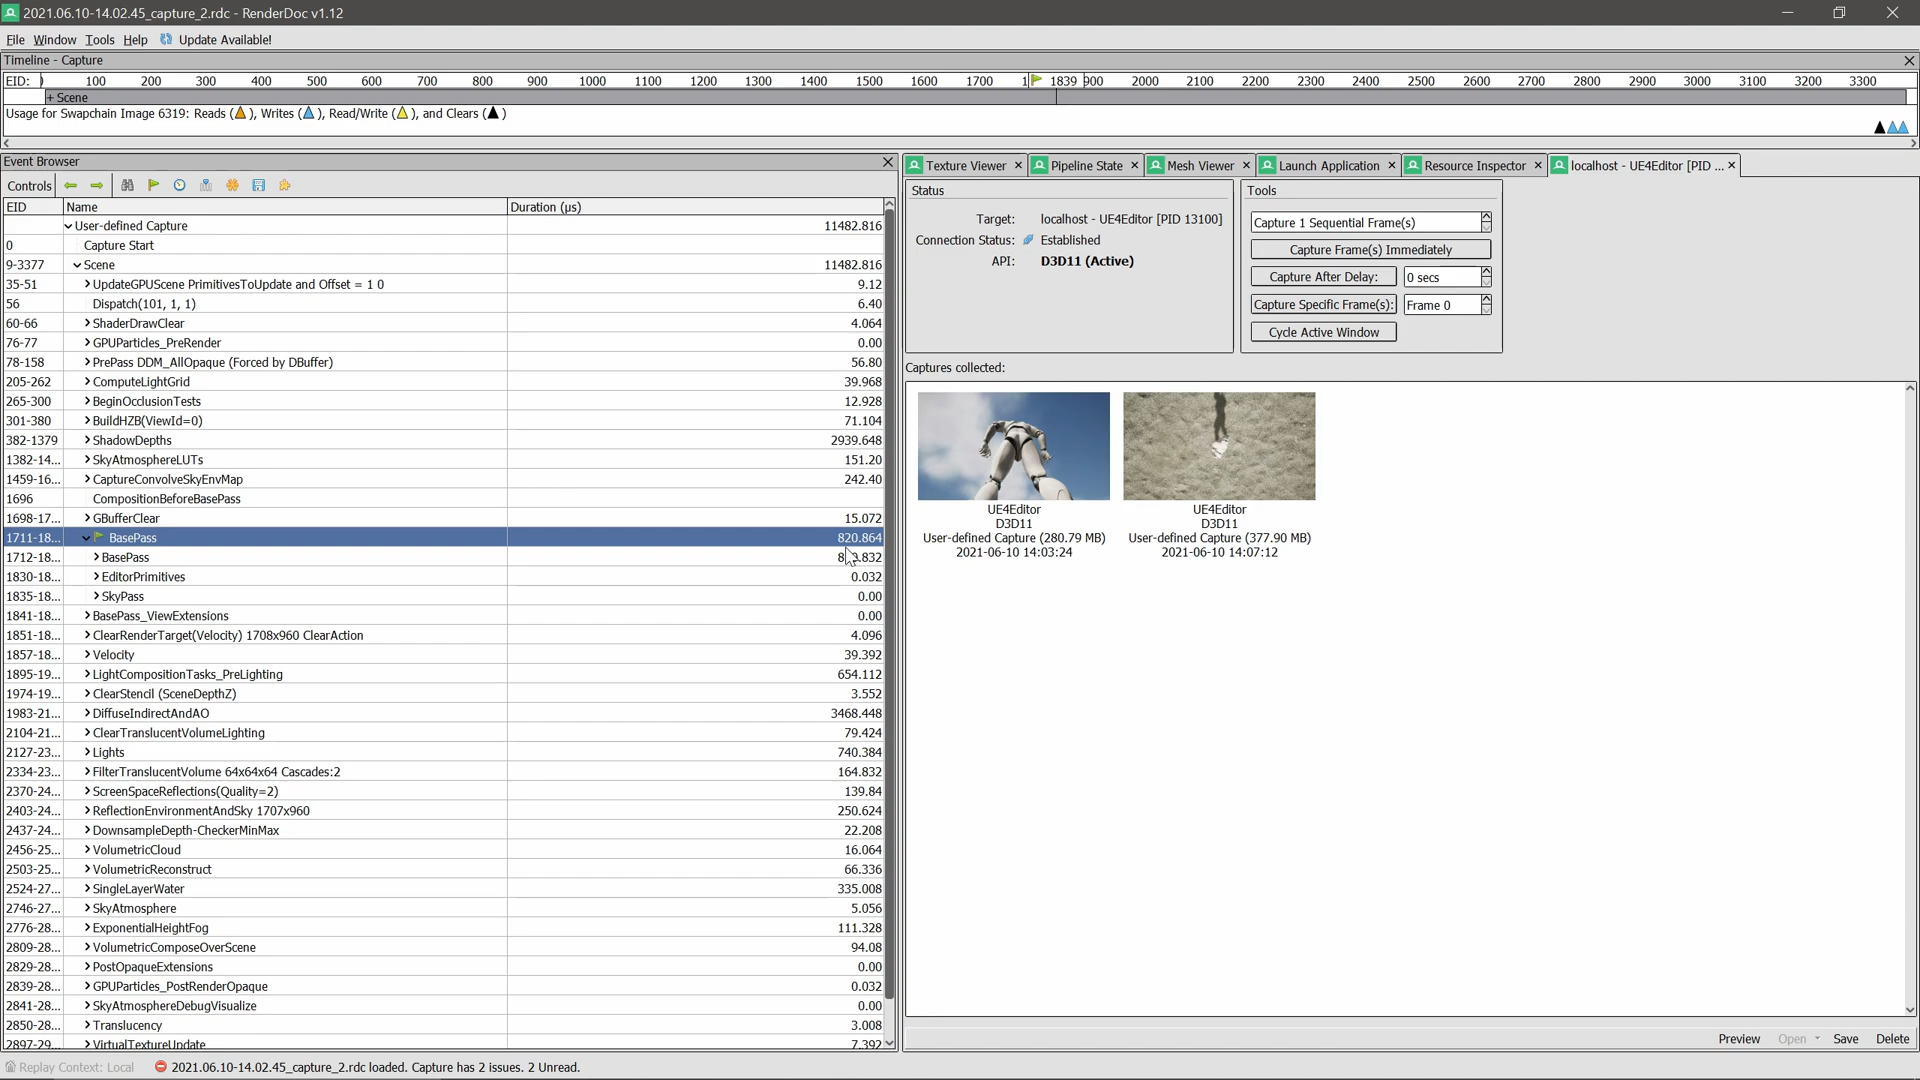 2021.06.10-14.02.45_capture_2.rdc - RenderDoc v1.12
File Window Tools Help Update Available!
Timeline - Capture
EID: 100 200 300 400 500 600 700 800 900 1000 1100 1200 1300 1400 1500 1600 1700 1839 900 2000 2100 2200 2300 2400 2500 2600 2700 2800 2900 3000 3100 3200 3300
+ Scene
Usage for Swapchain Image 6319: Reads ( ), Writes ( ), Read/Write ( ), and Clears ( )
Event Browser
Controls
EID Name Duration (µs)
User-defined Capture 11482.816
0 Capture Start
9-3377 Scene 11482.816
35-51 UpdateGPUScene PrimitivesToUpdate and Offset = 1 0 9.12
56 Dispatch(101, 1, 1) 6.40
60-66 ShaderDrawClear 4.064
76-77 GPUParticles_PreRender 0.00
78-158 PrePass DDM_AllOpaque (Forced by DBuffer) 56.80
205-262 ComputeLightGrid 39.968
265-300 BeginOcclusionTests 12.928
301-380 BuildHZB(ViewId=0) 71.104
382-1379 ShadowDepths 2939.648
1382-14... SkyAtmosphereLUTs 151.20
1459-16... CaptureConvolveSkyEnvMap 242.40
1696 CompositionBeforeBasePass
1698-17... GBufferClear 15.072
1711-18... BasePass 820.864
1712-18... BasePass
1830-18... EditorPrimitives 0.032
1835-18... SkyPass 0.00
1841-18... BasePass_ViewExtensions 0.00
1851-18... ClearRenderTarget(Velocity) 1708x960 ClearAction 4.096
1857-18... Velocity 39.392
1895-19... LightCompositionTasks_PreLighting 654.112
1974-19... ClearStencil (SceneDepthZ) 3.552
1983-21... DiffuseIndirectAndAO 3468.448
2104-21... ClearTranslucentVolumeLighting 79.424
2127-23... Lights 740.384
2334-23... FilterTranslucentVolume 64x64x64 Cascades:2 164.832
2370-24... ScreenSpaceReflections(Quality=2) 139.84
2403-24... ReflectionEnvironmentAndSky 1707x960 250.624
2437-24... DownsampleDepth-CheckerMinMax 22.208
2456-25... VolumetricCloud 16.064
2503-25... VolumetricReconstruct 66.336
2524-27... SingleLayerWater 335.008
2746-27... SkyAtmosphere 5.056
2776-28... ExponentialHeightFog 111.328
2809-28... VolumetricComposeOverScene 94.08
2829-28... PostOpaqueExtensions 0.00
2839-28... GPUParticles_PostRenderOpaque 0.032
2841-28... SkyAtmosphereDebugVisualize 0.00
2850-28... Translucency 3.008
2897-29... VirtualTextureUpdate 7.392
Texture Viewer Pipeline State Mesh Viewer Launch Application Resource Inspector localhost - UE4Editor [PID ...
Status
Target: localhost - UE4Editor [PID 13100]
Connection Status: Established
API: D3D11 (Active)
Tools
Capture 1 Sequential Frame(s)
Capture Frame(s) Immediately
Capture After Delay: 0 secs
Capture Specific Frame(s): Frame 0
Cycle Active Window
Captures collected:
UE4Editor
D3D11
User-defined Capture (280.79 MB)
2021-06-10 14:03:24
UE4Editor
D3D11
User-defined Capture (377.90 MB)
2021-06-10 14:07:12
Preview Open Save Delete
Replay Context: Local 2021.06.10-14.02.45_capture_2.rdc loaded. Capture has 2 issues. 2 Unread.